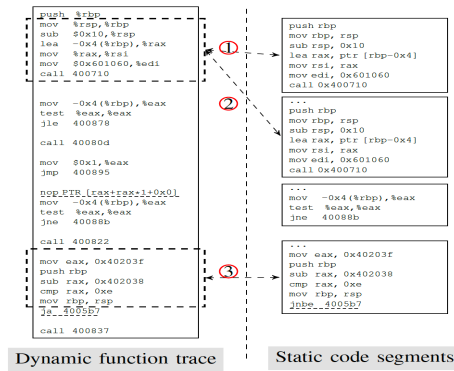 push %rbp
mov %rsp,%rbp
sub $0x10,%rsp
lea -0x4(%rbp),%rax
mov %rax,%rsi
mov $0x601060,%edi
call 400710
mov -0x4(%rbp),%eax
test %eax,%eax
jle 400878
call 40080d
mov $0x1,%eax
jmp 400895
nop PTR [rax+rax*1+0x0]
mov -0x4(%rbp),%eax
test %eax,%eax
jne 40088b
call 400822
mov eax, 0x40203f
push rbp
sub rax, 0x402038
cmp rax, 0xe
mov rbp, rsp
ja 4005b7
call 400837
Dynamic function trace
1
2
3
push rbp
mov rbp, rsp
sub rsp, 0x10
lea rax, ptr [rbp-0x4]
mov rsi, rax
mov edi, 0x601060
call 0x400710
...
push rbp
mov rbp, rsp
sub rsp, 0x10
lea rax, ptr [rbp-0x4]
mov rsi, rax
mov edi, 0x601060
call 0x400710
...
mov -0x4(%rbp),%eax
test %eax,%eax
jne 40088b
...
mov eax, 0x40203f
push rbp
sub rax, 0x402038
cmp rax, 0xe
mov rbp, rsp
jnbe 4005b7
Static code segments